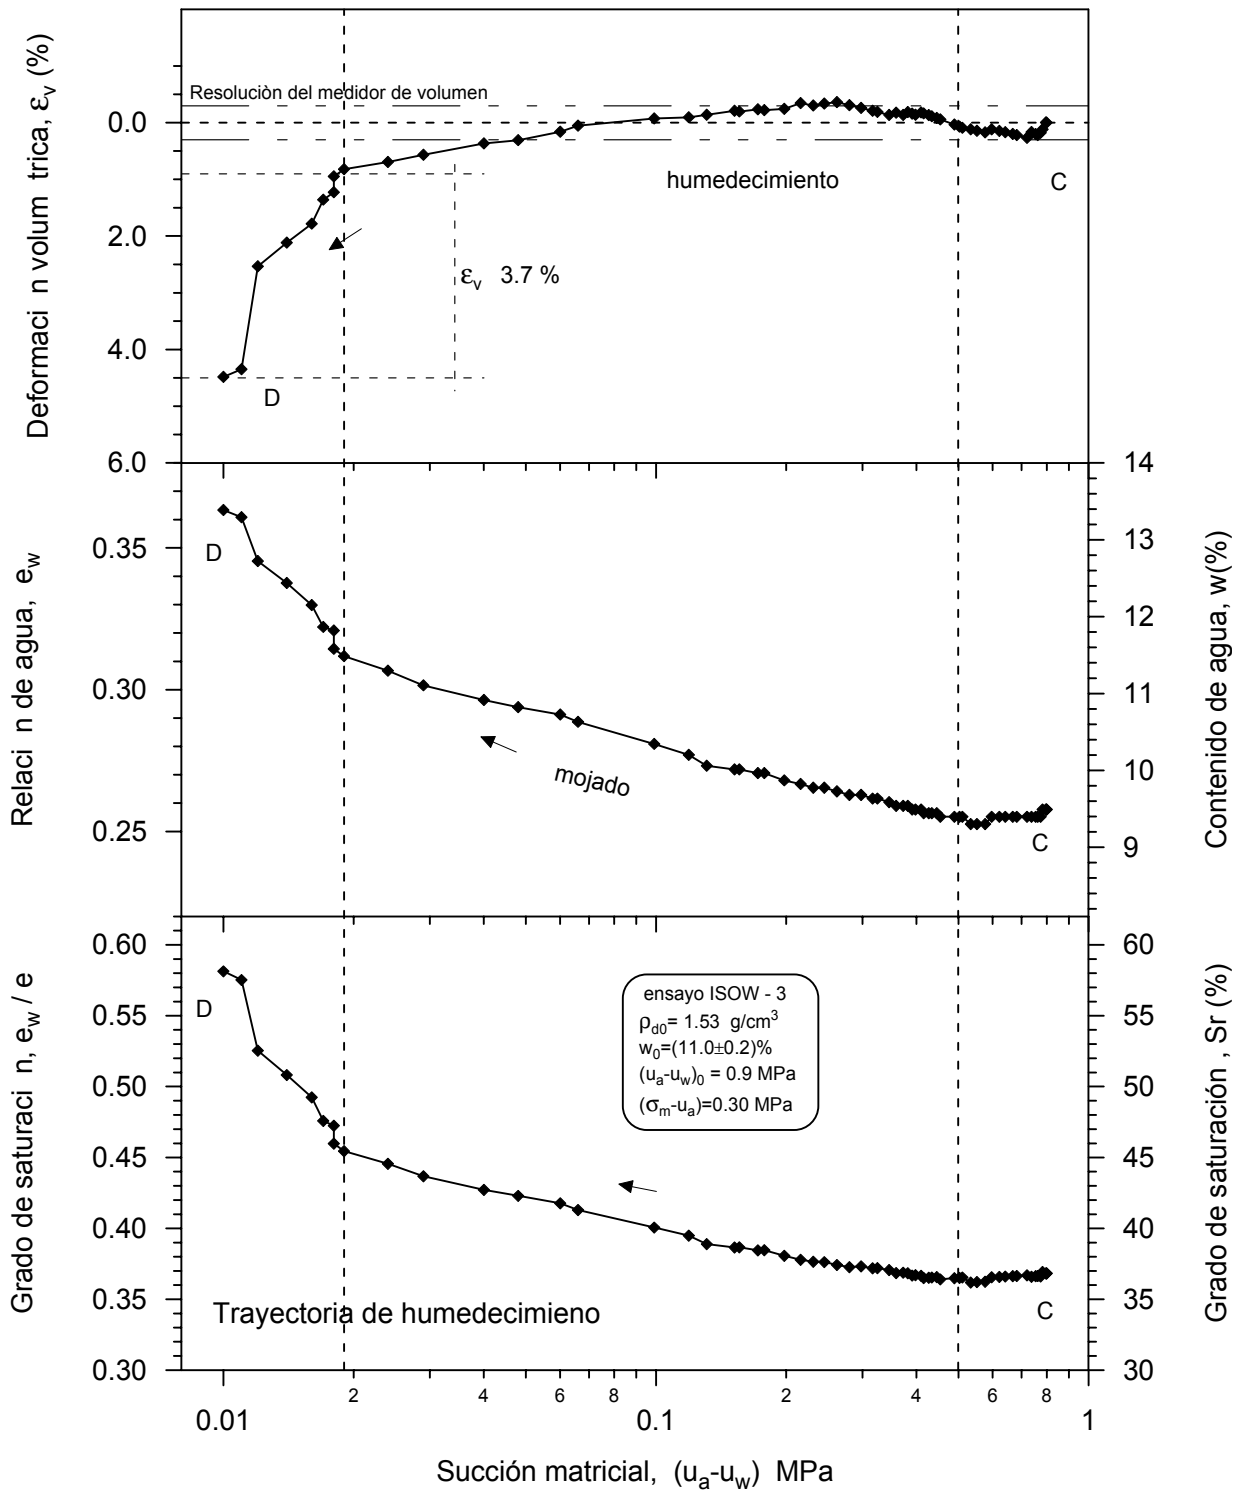 Deformaci n volum trica, εv (%)
0.0
2.0
4.0
6.0
Resoluciòn del medidor de volumen
humedecimiento
C
εv 3.7 %
D
Relaci n de agua, ew
0.35
0.30
0.25
14
13
12
11
10
9
Contenido de agua, w(%)
D
mojado
C
Grado de saturaci n, ew / e
0.60
0.55
0.50
0.45
0.40
0.35
0.30
60
55
50
45
40
35
30
Grado de saturación , Sr (%)
D
ensayo ISOW - 3
ρd0= 1.53 g/cm3
w0=(11.0±0.2)%
(ua-uw)0 = 0.9 MPa
(σm-ua)=0.30 MPa
C
Trayectoria de humedecimieno
2 4 6 8 2 4 6 8
0.01 0.1 1
Succión matricial, (ua-uw) MPa